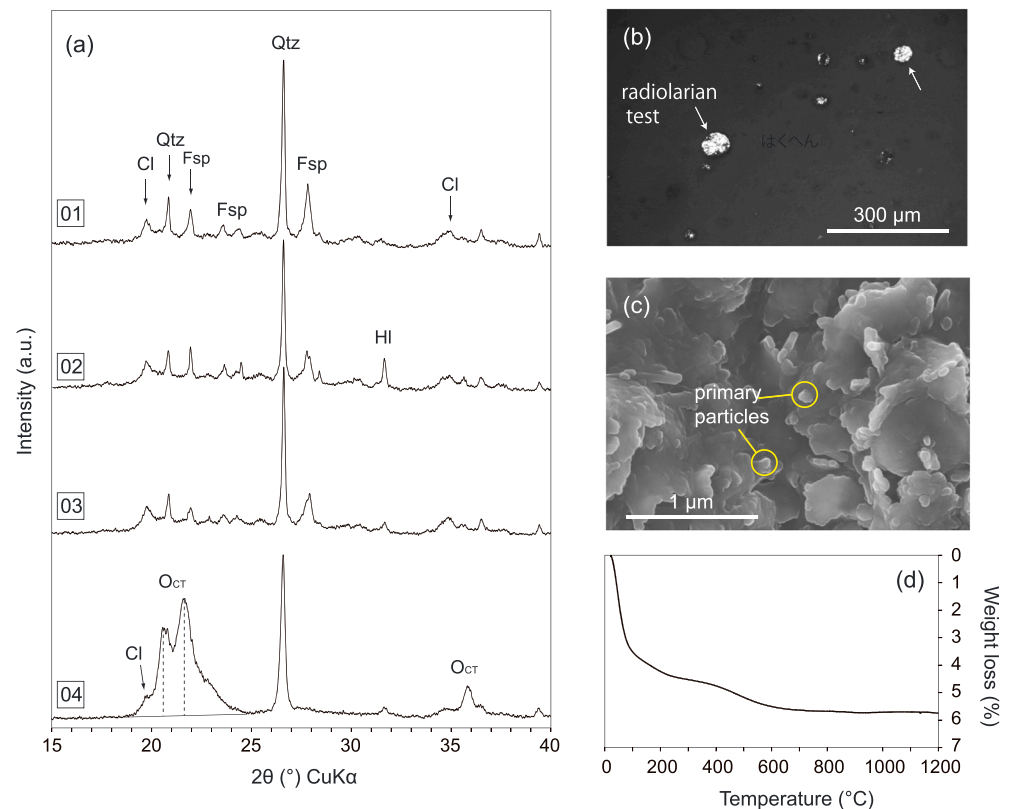 (a)
Qtz
Qtz
Cl
Fsp
Fsp
Fsp
Cl
01
02
Hl
03
04
Cl
OCT
OCT
Intensity (a.u.)
15 20 25 30 35 40
2θ (°) CuKα
(b)
radiolarian
test
はくへん
300 µm
(c)
primary
particles
1 µm
(d)
0
1
2
3
4
5
6
7
Weight loss (%)
0 200 400 600 800 1000 1200
Temperature (°C)